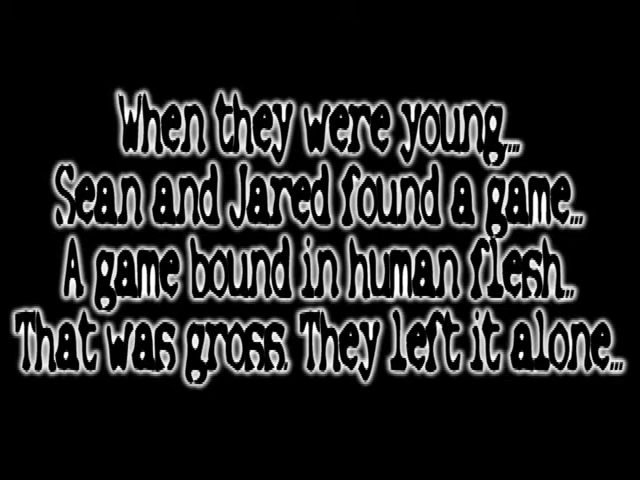 When they were young...
Sean and Jared found a game...
A game bound in human flesh...
That was gross. They left it alone...